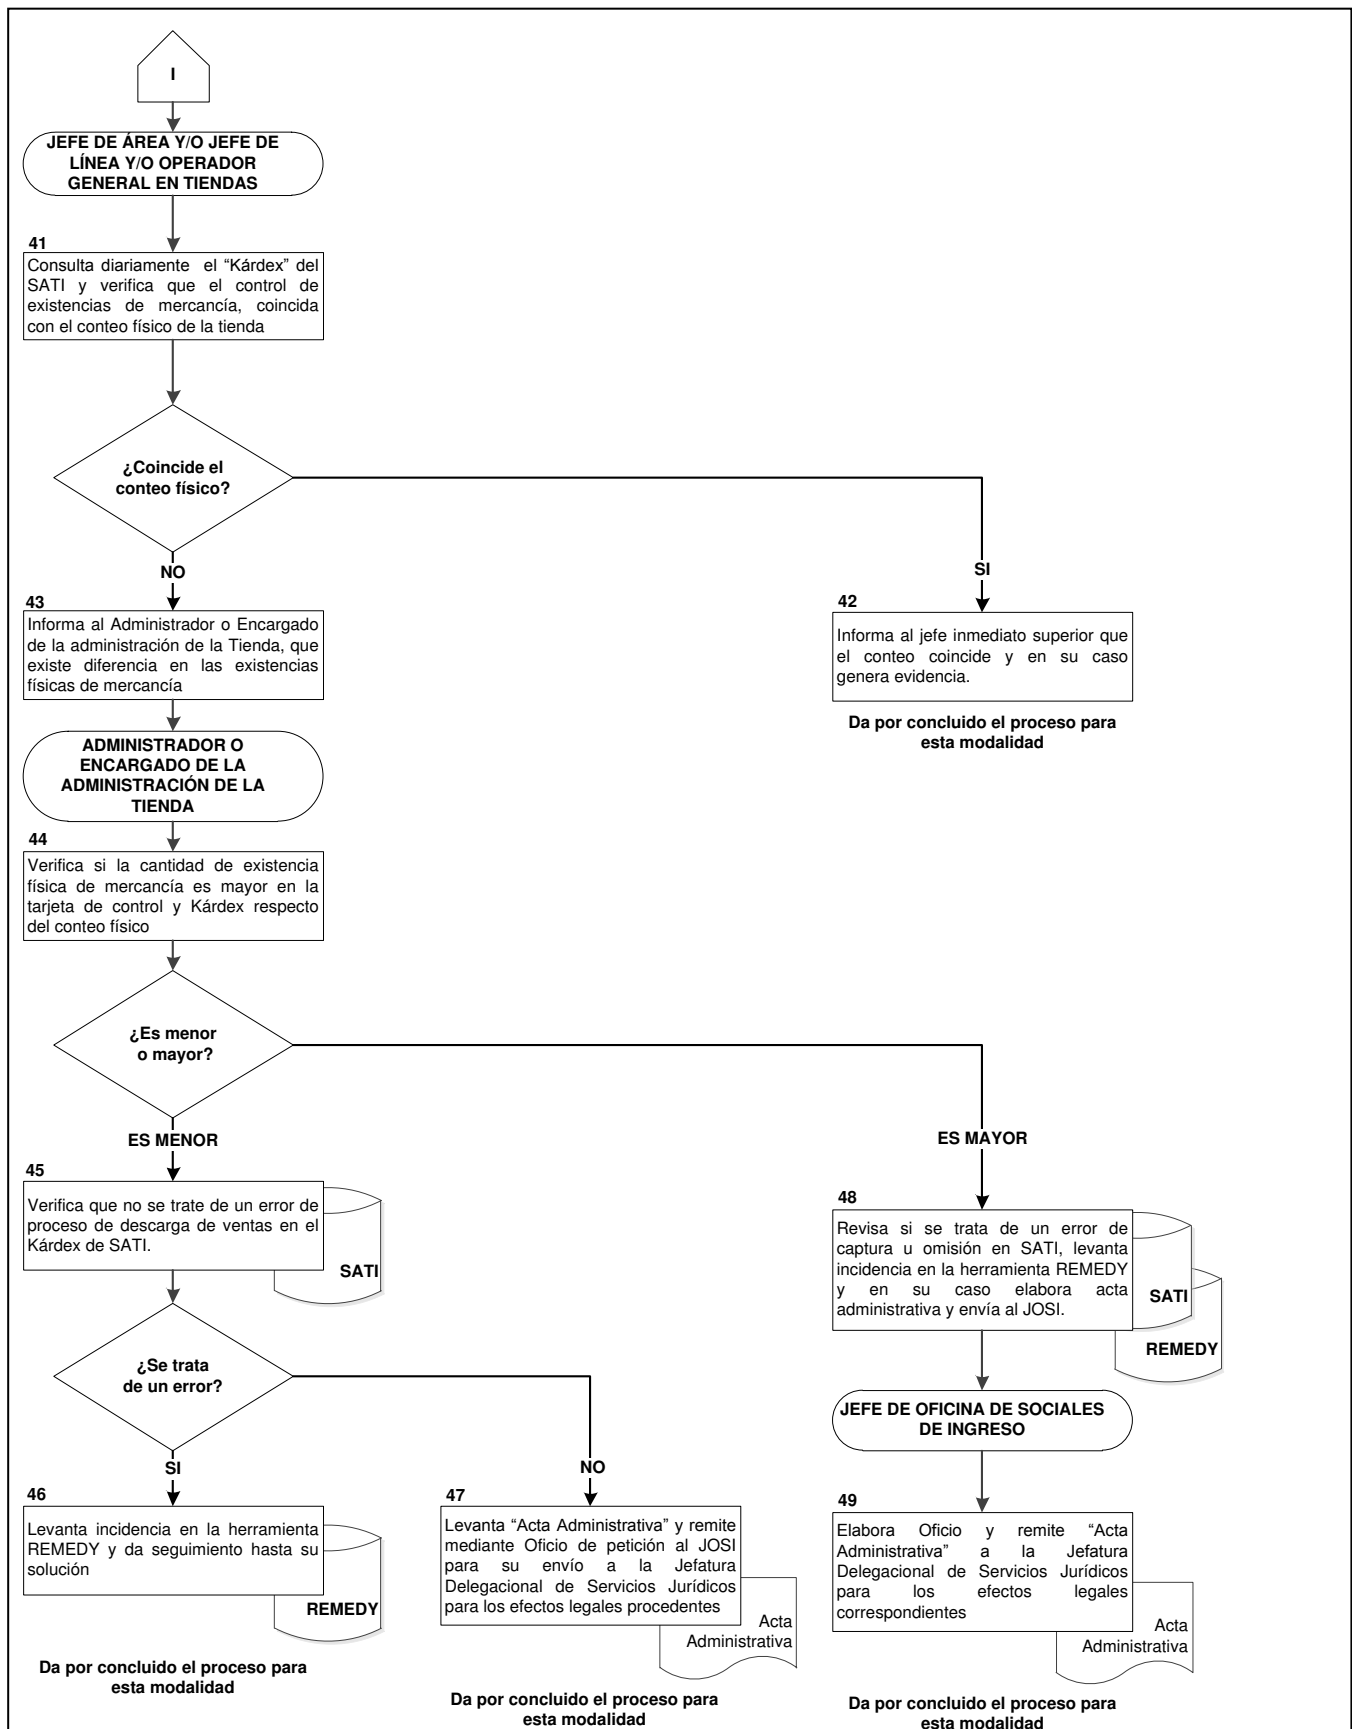 I
JEFE DE ÁREA Y/O JEFE DE
LÍNEA Y/O OPERADOR
GENERAL EN TIENDAS
41
Consulta diariamente el “Kárdex” del
SATI y verifica que el control de
existencias de mercancía, coincida
con el conteo físico de la tienda
¿Coincide el
conteo físico?
NO
SI
43
Informa al Administrador o Encargado
de la administración de la Tienda, que
existe diferencia en las existencias
físicas de mercancía
42
Informa al jefe inmediato superior que
el conteo coincide y en su caso
genera evidencia.
Da por concluido el proceso para
esta modalidad
ADMINISTRADOR O
ENCARGADO DE LA
ADMINISTRACIÓN DE LA
TIENDA
44
Verifica si la cantidad de existencia
física de mercancía es mayor en la
tarjeta de control y Kárdex respecto
del conteo físico
¿Es menor
o mayor?
ES MENOR
ES MAYOR
45
Verifica que no se trate de un error de
proceso de descarga de ventas en el
Kárdex de SATI.
SATI
48
Revisa si se trata de un error de
captura u omisión en SATI, levanta
incidencia en la herramienta REMEDY
y en su caso elabora acta
administrativa y envía al JOSI.
SATI
REMEDY
¿Se trata
de un error?
SI
NO
JEFE DE OFICINA DE SOCIALES
DE INGRESO
46
Levanta incidencia en la herramienta
REMEDY y da seguimiento hasta su
solución
REMEDY
Da por concluido el proceso para
esta modalidad
47
Levanta “Acta Administrativa” y remite
mediante Oficio de petición al JOSI
para su envío a la Jefatura
Delegacional de Servicios Jurídicos
para los efectos legales procedentes
Acta
Administrativa
Da por concluido el proceso para
esta modalidad
49
Elabora Oficio y remite “Acta
Administrativa” a la Jefatura
Delegacional de Servicios Jurídicos
para los efectos legales
correspondientes
Acta
Administrativa
Da por concluido el proceso para
esta modalidad